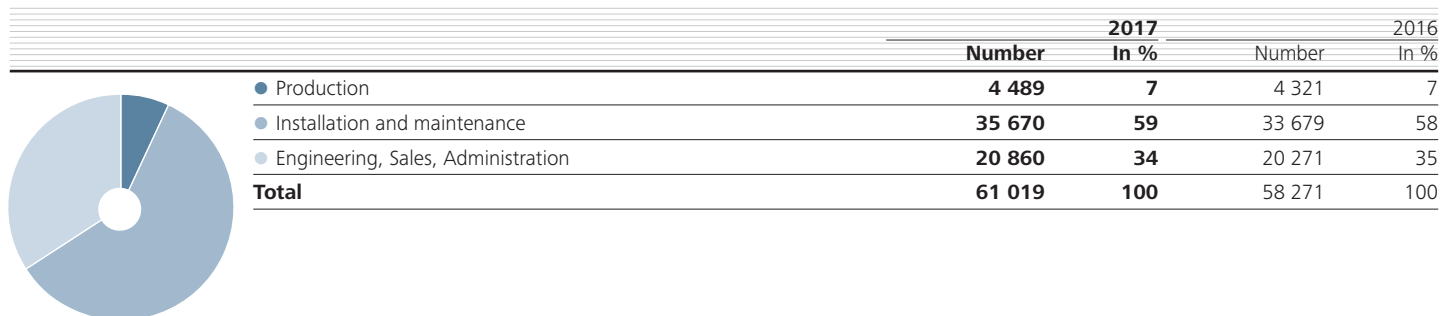 2017 2016
Number In % Number In %
Production 4 489 7 4 321 7
Installation and maintenance 35 670 59 33 679 58
Engineering, Sales, Administration 20 860 34 20 271 35
Total 61 019 100 58 271 100